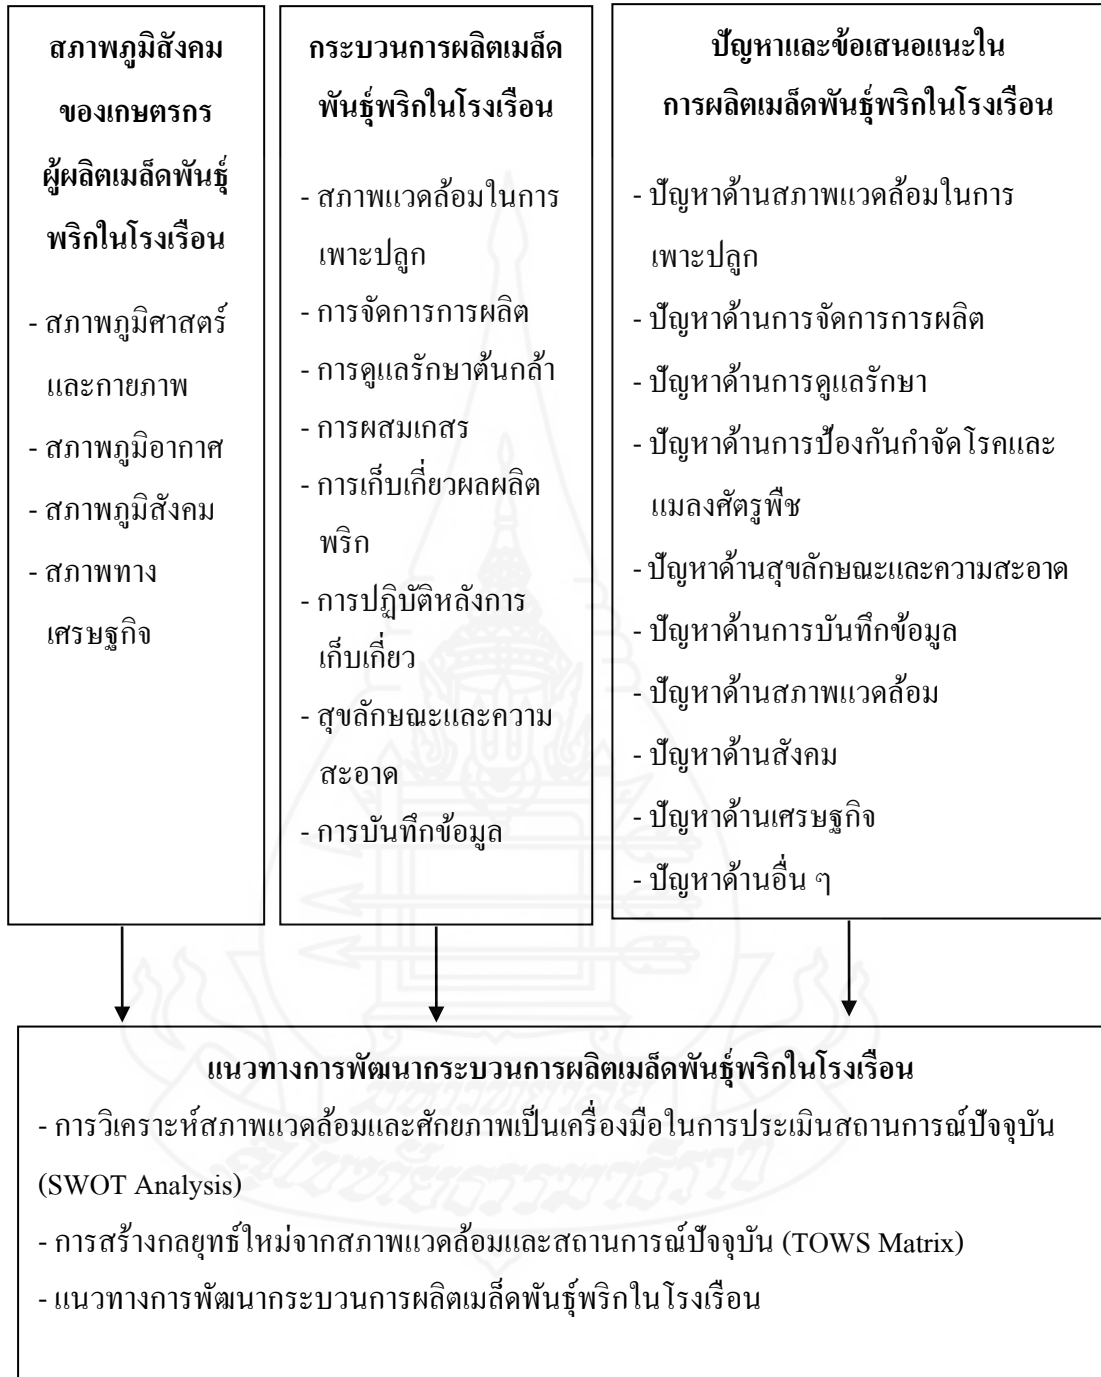 สภาพภูมิสังคม
ของเกษตรกร
ผู้ผลิตเมล็ดพันธุ์
พริกในโรงเรือน
- สภาพภูมิศาสตร์
และกายภาพ
- สภาพภูมิอากาศ
- สภาพภูมิสังคม
- สภาพทาง
เศรษฐกิจ
กระบวนการผลิตเมล็ด
พันธุ์พริกในโรงเรือน
- สภาพแวดล้อมในการ
เพาะปลูก
- การจัดการการผลิต
- การดูแลรักษาต้นกล้า
- การผสมเกสร
- การเก็บเกี่ยวผลผลิต
พริก
- การปฏิบัติหลังการ
เก็บเกี่ยว
- สุขลักษณะและความ
สะอาด
- การบันทึกข้อมูล
ปัญหาและข้อเสนอแนะใน
การผลิตเมล็ดพันธุ์พริกในโรงเรือน
- ปัญหาด้านสภาพแวดล้อมในการ
เพาะปลูก
- ปัญหาด้านการจัดการการผลิต
- ปัญหาด้านการดูแลรักษา
- ปัญหาด้านการป้องกันกำจัดโรคและ
แมลงศัตรูพืช
- ปัญหาด้านสุขลักษณะและความสะอาด
- ปัญหาด้านการบันทึกข้อมูล
- ปัญหาด้านสภาพแวดล้อม
- ปัญหาด้านสังคม
- ปัญหาด้านเศรษฐกิจ
- ปัญหาด้านอื่น ๆ
แนวทางการพัฒนากระบวนการผลิตเมล็ดพันธุ์พริกในโรงเรือน
- การวิเคราะห์สภาพแวดล้อมและศักยภาพเป็นเครื่องมือในการประเมินสถานการณ์ปัจจุบัน
(SWOT Analysis)
- การสร้างกลยุทธ์ใหม่จากสภาพแวดล้อมและสถานการณ์ปัจจุบัน (TOWS Matrix)
- แนวทางการพัฒนากระบวนการผลิตเมล็ดพันธุ์พริกในโรงเรือน
มหาวิทยาลัย
สุโขทัยธรรมาธิราช